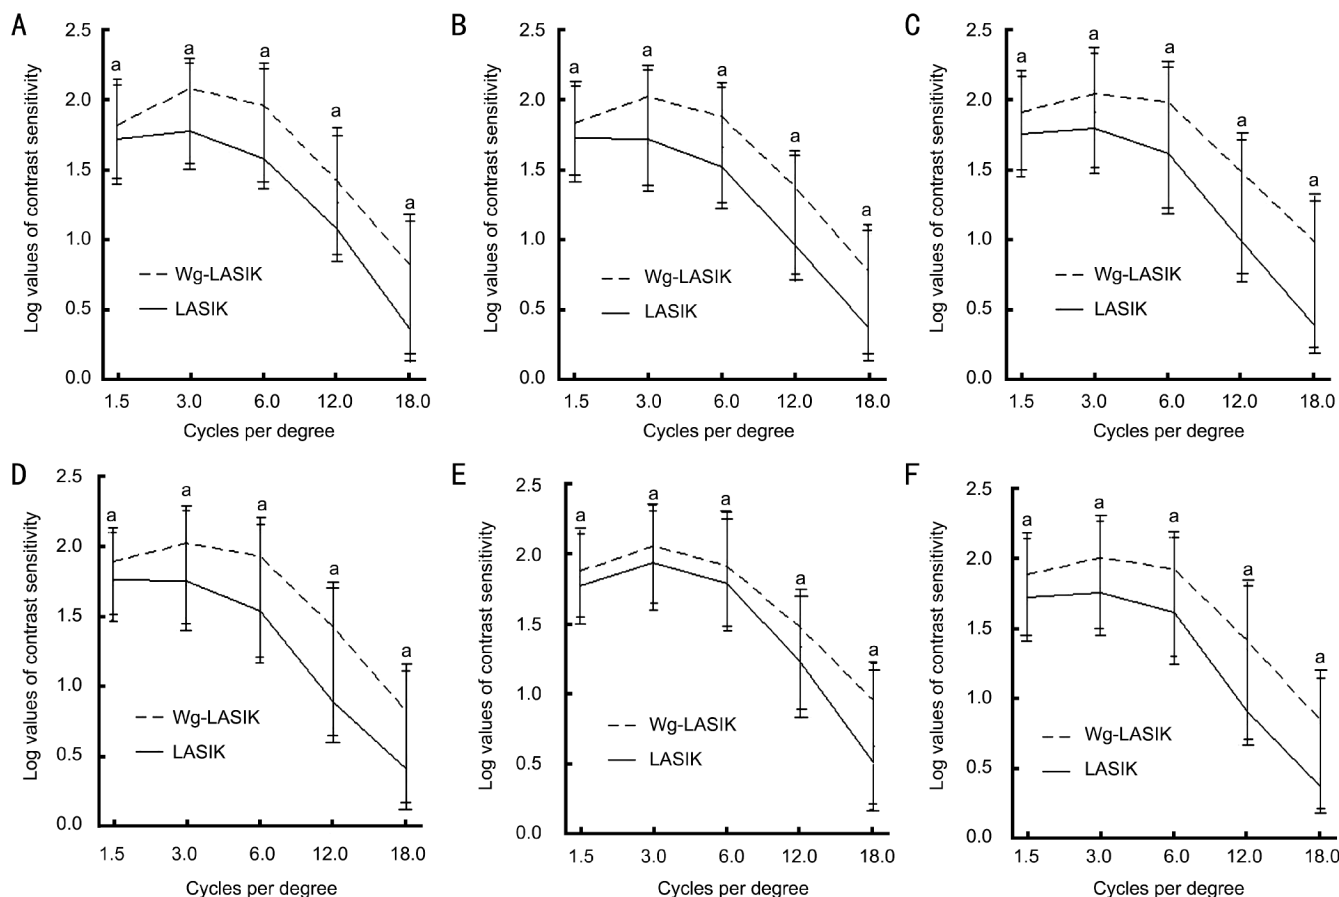 A
Log values of contrast sensitivity
2.5
2.0
1.5
1.0
0.5
0.0
a
a
a
a
a
Wg-LASIK
LASIK
1.5
3.0
6.0
12.0
18.0
Cycles per degree
B
Log values of contrast sensitivity
2.5
2.0
1.5
1.0
0.5
0.0
a
a
a
a
a
Wg-LASIK
LASIK
1.5
3.0
6.0
12.0
18.0
Cycles per degree
C
Log values of contrast sensitivity
2.5
2.0
1.5
1.0
0.5
0.0
a
a
a
a
a
Wg-LASIK
LASIK
1.5
3.0
6.0
12.0
18.0
Cycles per degree
D
Log values of contrast sensitivity
2.5
2.0
1.5
1.0
0.5
0.0
a
a
a
a
a
Wg-LASIK
LASIK
1.5
3.0
6.0
12.0
18.0
Cycles per degree
E
Log values of contrast sensitivity
2.5
2.0
1.5
1.0
0.5
0.0
a
a
a
a
a
Wg-LASIK
LASIK
1.5
3.0
6.0
12.0
18.0
Cycles per degree
F
Log values of contrast sensitivity
2.5
2.0
1.5
1.0
0.5
0.0
a
a
a
a
a
Wg-LASIK
LASIK
1.5
3.0
6.0
12.0
18.0
Cycles per degree